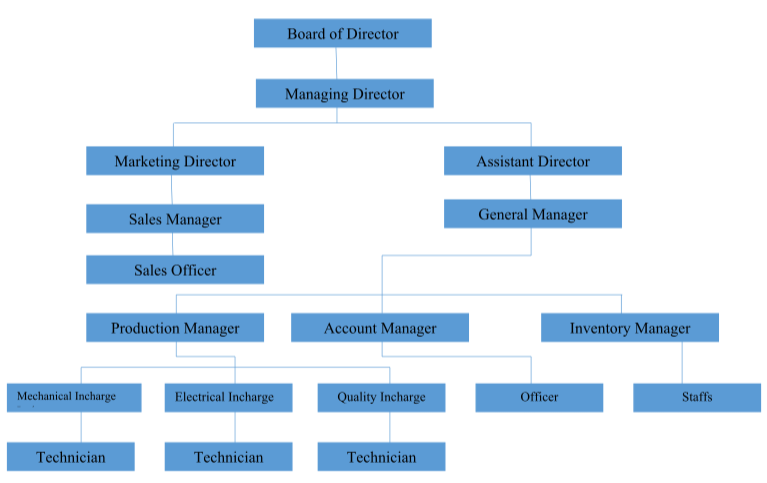 Board of Director
Managing Director
Marketing Director
Assistant Director
Sales Manager
General Manager
Sales Officer
Production Manager
Account Manager
Inventory Manager
Mechanical Incharge
Electrical Incharge
Quality Incharge
Officer
Staffs
Technician
Technician
Technician